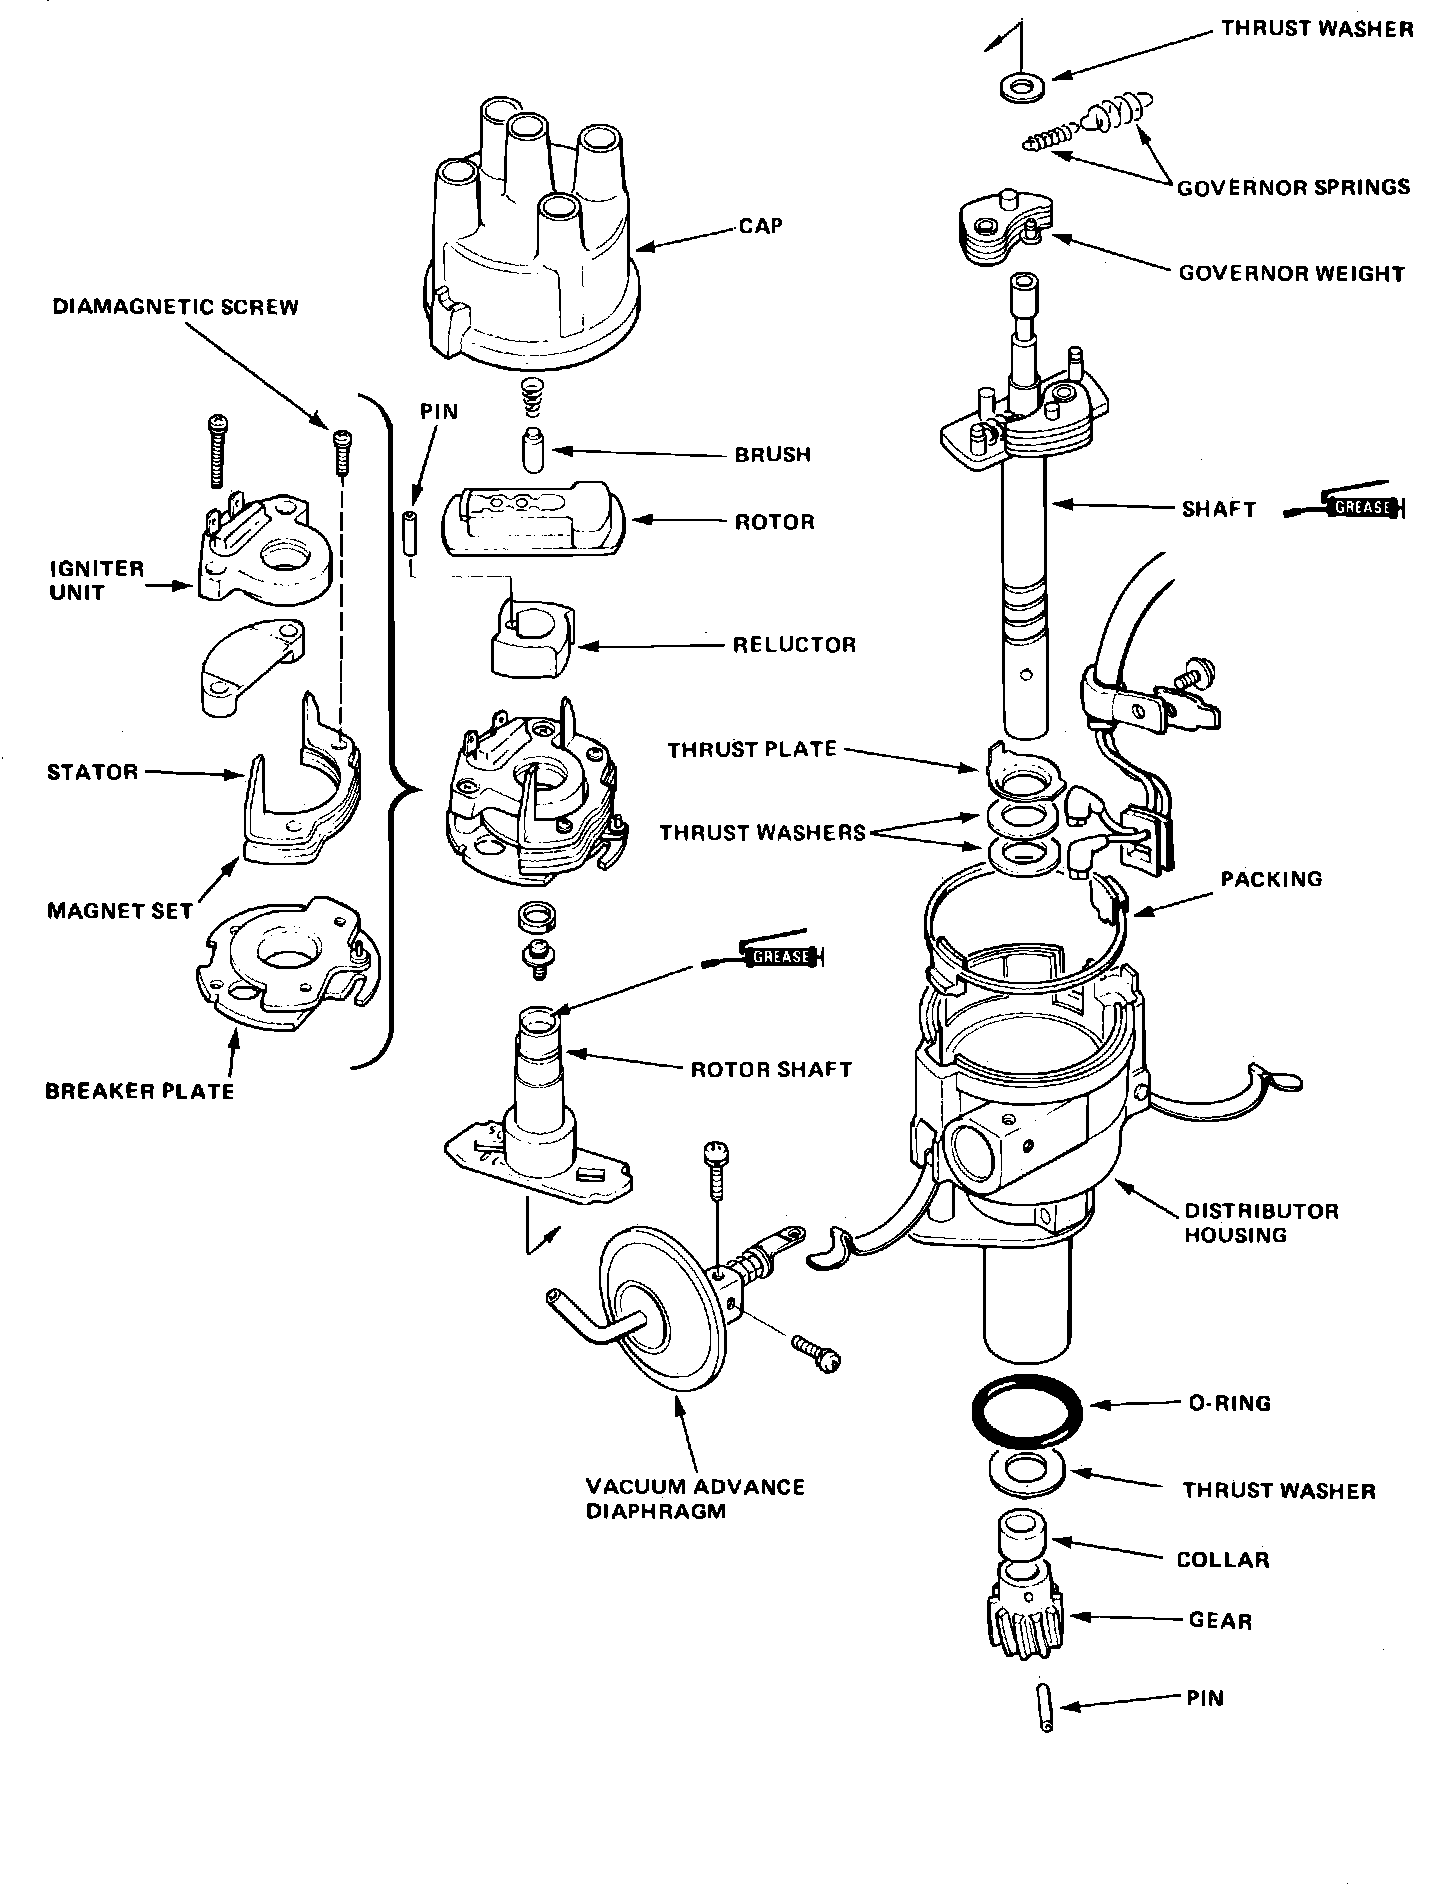 THRUST WASHER
GOVERNOR SPRINGS
CAP
GOVERNOR WEIGHT
DIAMAGNETIC SCREW
PIN
BRUSH
SHAFT
GREASE
ROTOR
IGNITER
UNIT
RELUCTOR
THRUST PLATE
STATOR
THRUST WASHERS
PACKING
MAGNET SET
GREASE
ROTOR SHAFT
BREAKER PLATE
DISTRIBUTOR
HOUSING
O-RING
VACUUM ADVANCE
DIAPHRAGM
THRUST WASHER
COLLAR
GEAR
PIN